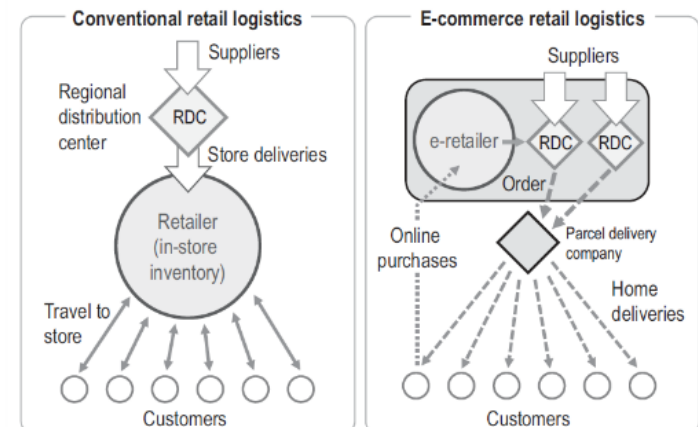 Conventional retail logistics
Suppliers
Regional
distribution
center
RDC
Store deliveries
Retailer
(in-store
inventory)
Travel to
store
Customers
E-commerce retail logistics
Suppliers
e-retailer
RDC
RDC
Order
Online
purchases
Parcel delivery
company
Home
deliveries
Customers